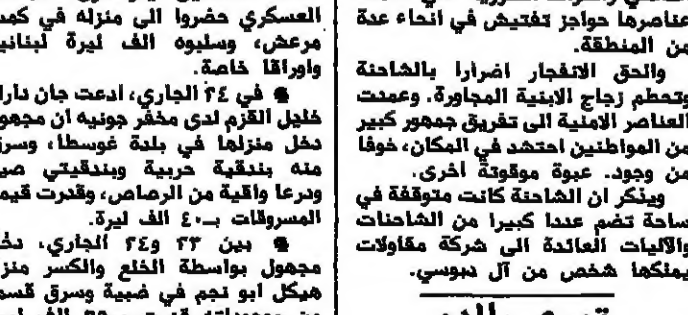 عناصرها حواجز تفتيش في انحاء عدة
من المنطقة.
والحق الانفجار اضرارا بالشاحنة
وتحطم زجاج الابنية المجاورة. وعمدت
العناصر الامنية الى تفريق جمهور كبير
من المواطنين احتشد في المكان، خوفا
من وجود. عبوة موقوتة أخرى.
ويذكر ان الشاحنة كانت متوقفة في
ساحة تضم عددا كبيرا من الشاحنات
والآليات العائدة الى شركة مقاولات
يملكها شخص من آل دبوسي.
العسكري حضروا الى منزله في كمد
مرعش، وسلبوه الف ليرة لبنانية
واوراقا خاصة.
في ٢٤ الجاري، ادعت جان دارا
خليل القزم لدى مخفر جونيه ان مجهو
دخل منزلها في بلدة غوسطا، وسرق
منه بندقية حربية وبندقيتي صي
ودرعا واقية من الرصاص، وقدرت قيم
المسروقات بـ٤٠ الف ليرة.
بين ٢٣ و٢٤ الجاري، دخ
مجهول بواسطة الخلع والكسر منز
هيكل ابو نجم في ضبية وسرق قسم